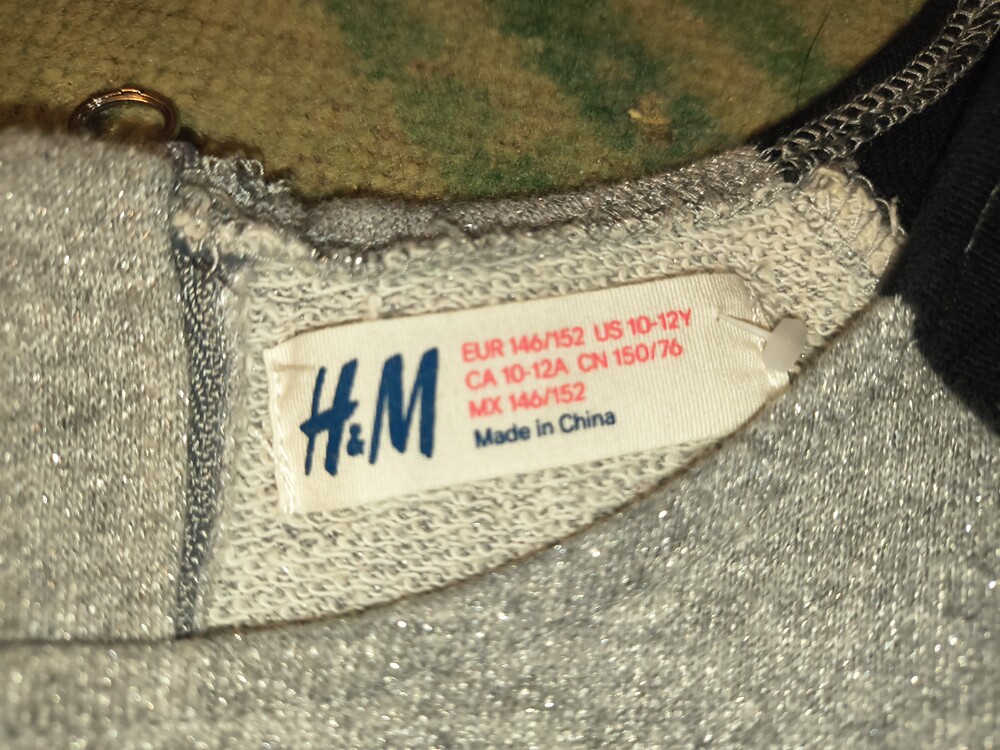 H&M
EUR 146/152 US 10-12Y
CA 10-12A CN 150/76
MX 146/152
Made in China